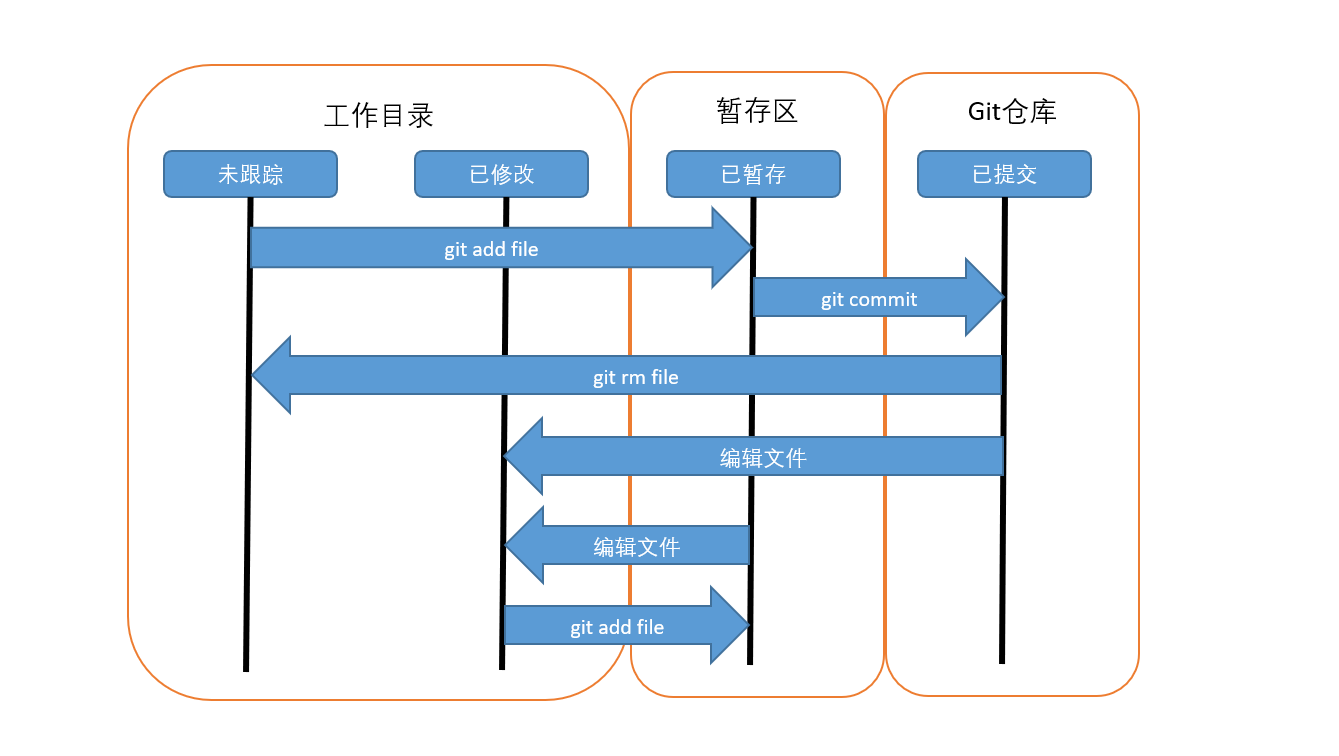 工作目录
暂存区
Git仓库
未跟踪
已修改
已暂存
已提交
git add file
git commit
git rm file
编辑文件
编辑文件
git add file